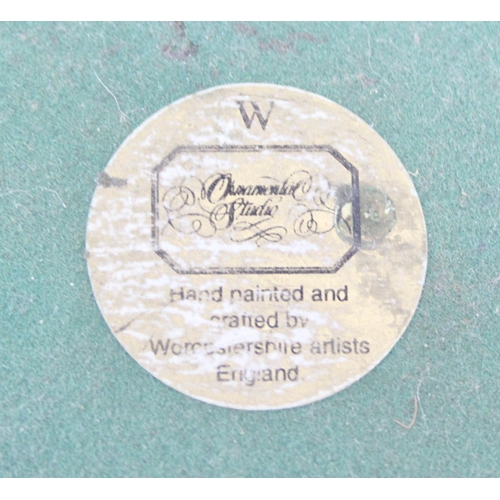 W
Ornamental
Studio
Hand painted and
crafted by
Worcestershire artists
England.